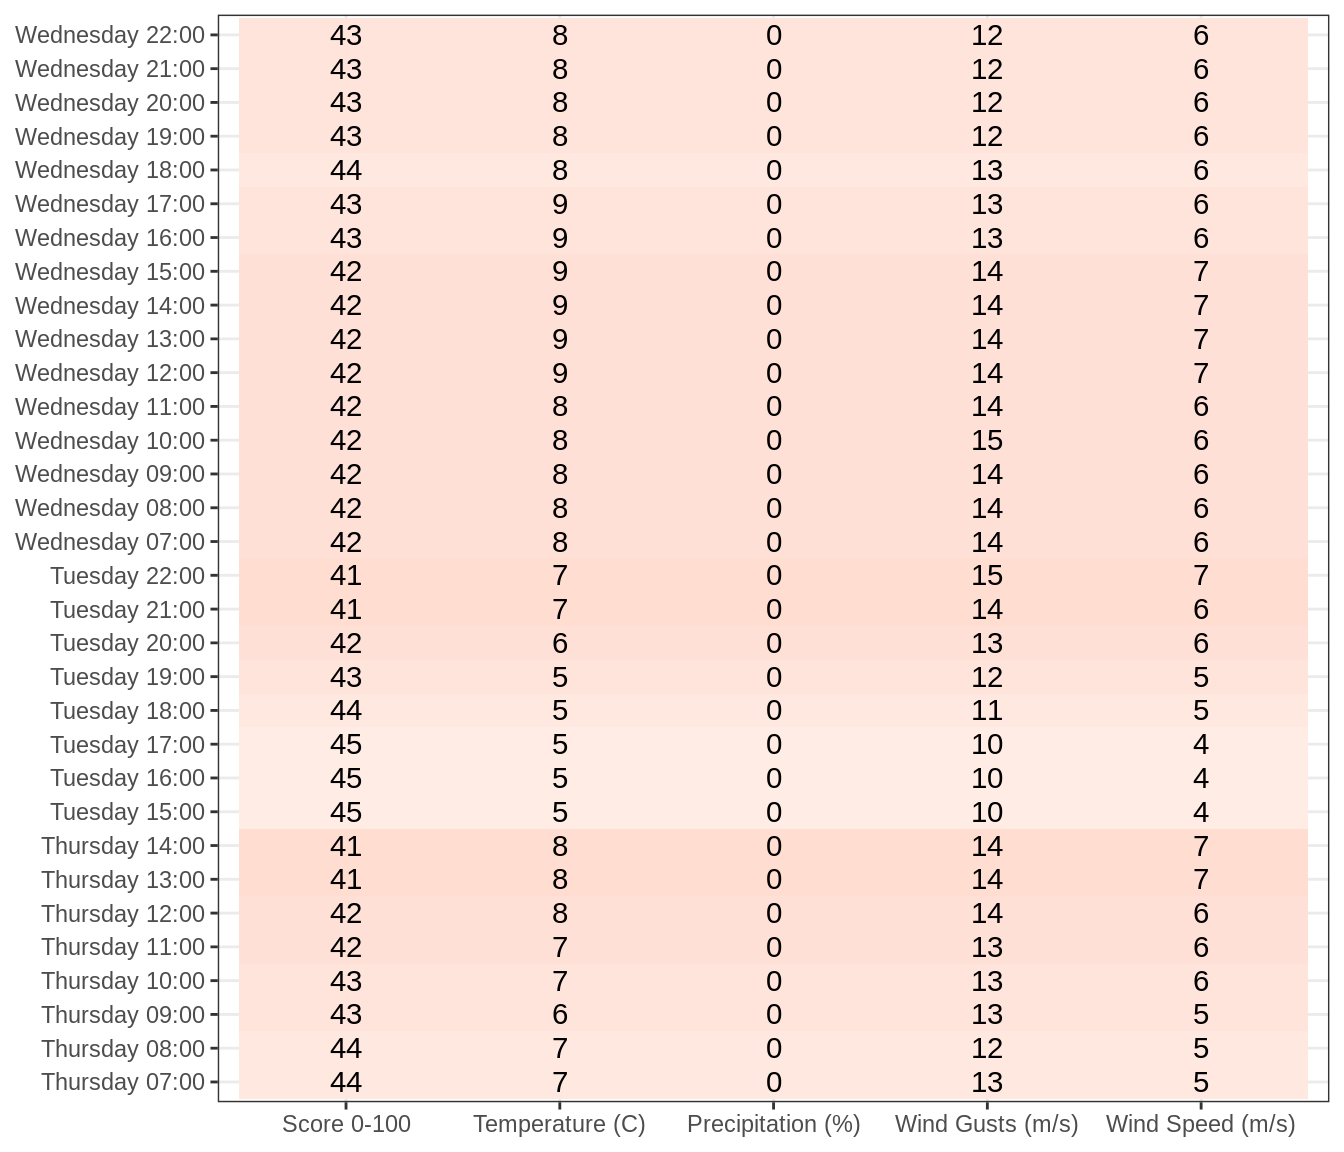 Wednesday 22:00 43 8 0 12 6
Wednesday 21:00 43 8 0 12 6
Wednesday 20:00 43 8 0 12 6
Wednesday 19:00 43 8 0 12 6
Wednesday 18:00 44 8 0 13 6
Wednesday 17:00 43 9 0 13 6
Wednesday 16:00 43 9 0 13 6
Wednesday 15:00 42 9 0 14 7
Wednesday 14:00 42 9 0 14 7
Wednesday 13:00 42 9 0 14 7
Wednesday 12:00 42 9 0 14 7
Wednesday 11:00 42 8 0 14 6
Wednesday 10:00 42 8 0 15 6
Wednesday 09:00 42 8 0 14 6
Wednesday 08:00 42 8 0 14 6
Wednesday 07:00 42 8 0 14 6
Tuesday 22:00 41 7 0 15 7
Tuesday 21:00 41 7 0 14 6
Tuesday 20:00 42 6 0 13 6
Tuesday 19:00 43 5 0 12 5
Tuesday 18:00 44 5 0 11 5
Tuesday 17:00 45 5 0 10 4
Tuesday 16:00 45 5 0 10 4
Tuesday 15:00 45 5 0 10 4
Thursday 14:00 41 8 0 14 7
Thursday 13:00 41 8 0 14 7
Thursday 12:00 42 8 0 14 6
Thursday 11:00 42 7 0 13 6
Thursday 10:00 43 7 0 13 6
Thursday 09:00 43 6 0 13 5
Thursday 08:00 44 7 0 12 5
Thursday 07:00 44 7 0 13 5
Score 0-100 Temperature (C) Precipitation (%) Wind Gusts (m/s) Wind Speed (m/s)